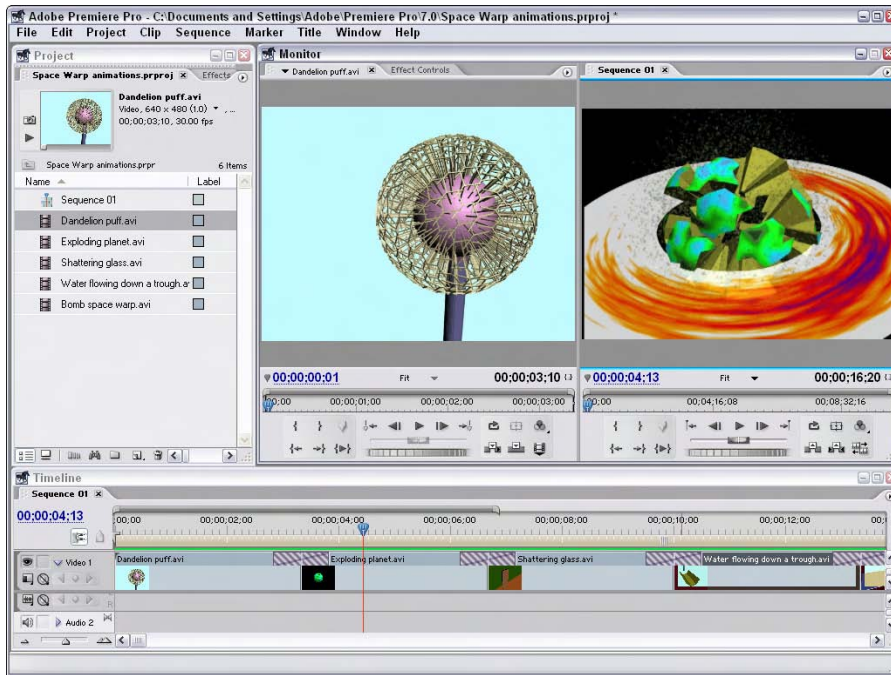 Adobe Premiere Pro - C:\Documents and Settings\Adobe\Premiere Pro\7.0\Space Warp animations.prproj *
File Edit Project Clip Sequence Marker Title Window Help
Project
Space Warp animations.prproj × Effects
Dandelion puff.avi
Video, 640 x 480 (1.0) ▼ , ...
00;00;03;10, 30.00 fps
Space Warp animations.prpr 6 Items
Name Label
Sequence 01
Dandelion puff.avi
Exploding planet.avi
Shattering glass.avi
Water flowing down a trough.av
Bomb space warp.avi
Monitor
Dandelion puff.avi × Effect Controls
Sequence 01 ×
00;00;00;01 Fit 00;00;03;10
00;00 00;00;01;00 00;00;02;00 00;00;03;00
00;00;04;13 Fit 00;00;16;20
00;00 00;04;16;08 00;08;32;16
Timeline
Sequence 01 ×
00;00;04;13
;00;00 00;00;02;00 00;00;04;00 00;00;06;00 00;00;08;00 00;00;10;00 00;00;12;00
Video 1
Dandelion puff.avi Exploding planet.avi Shattering glass.avi Water flowing down a trough.avi
Audio 2